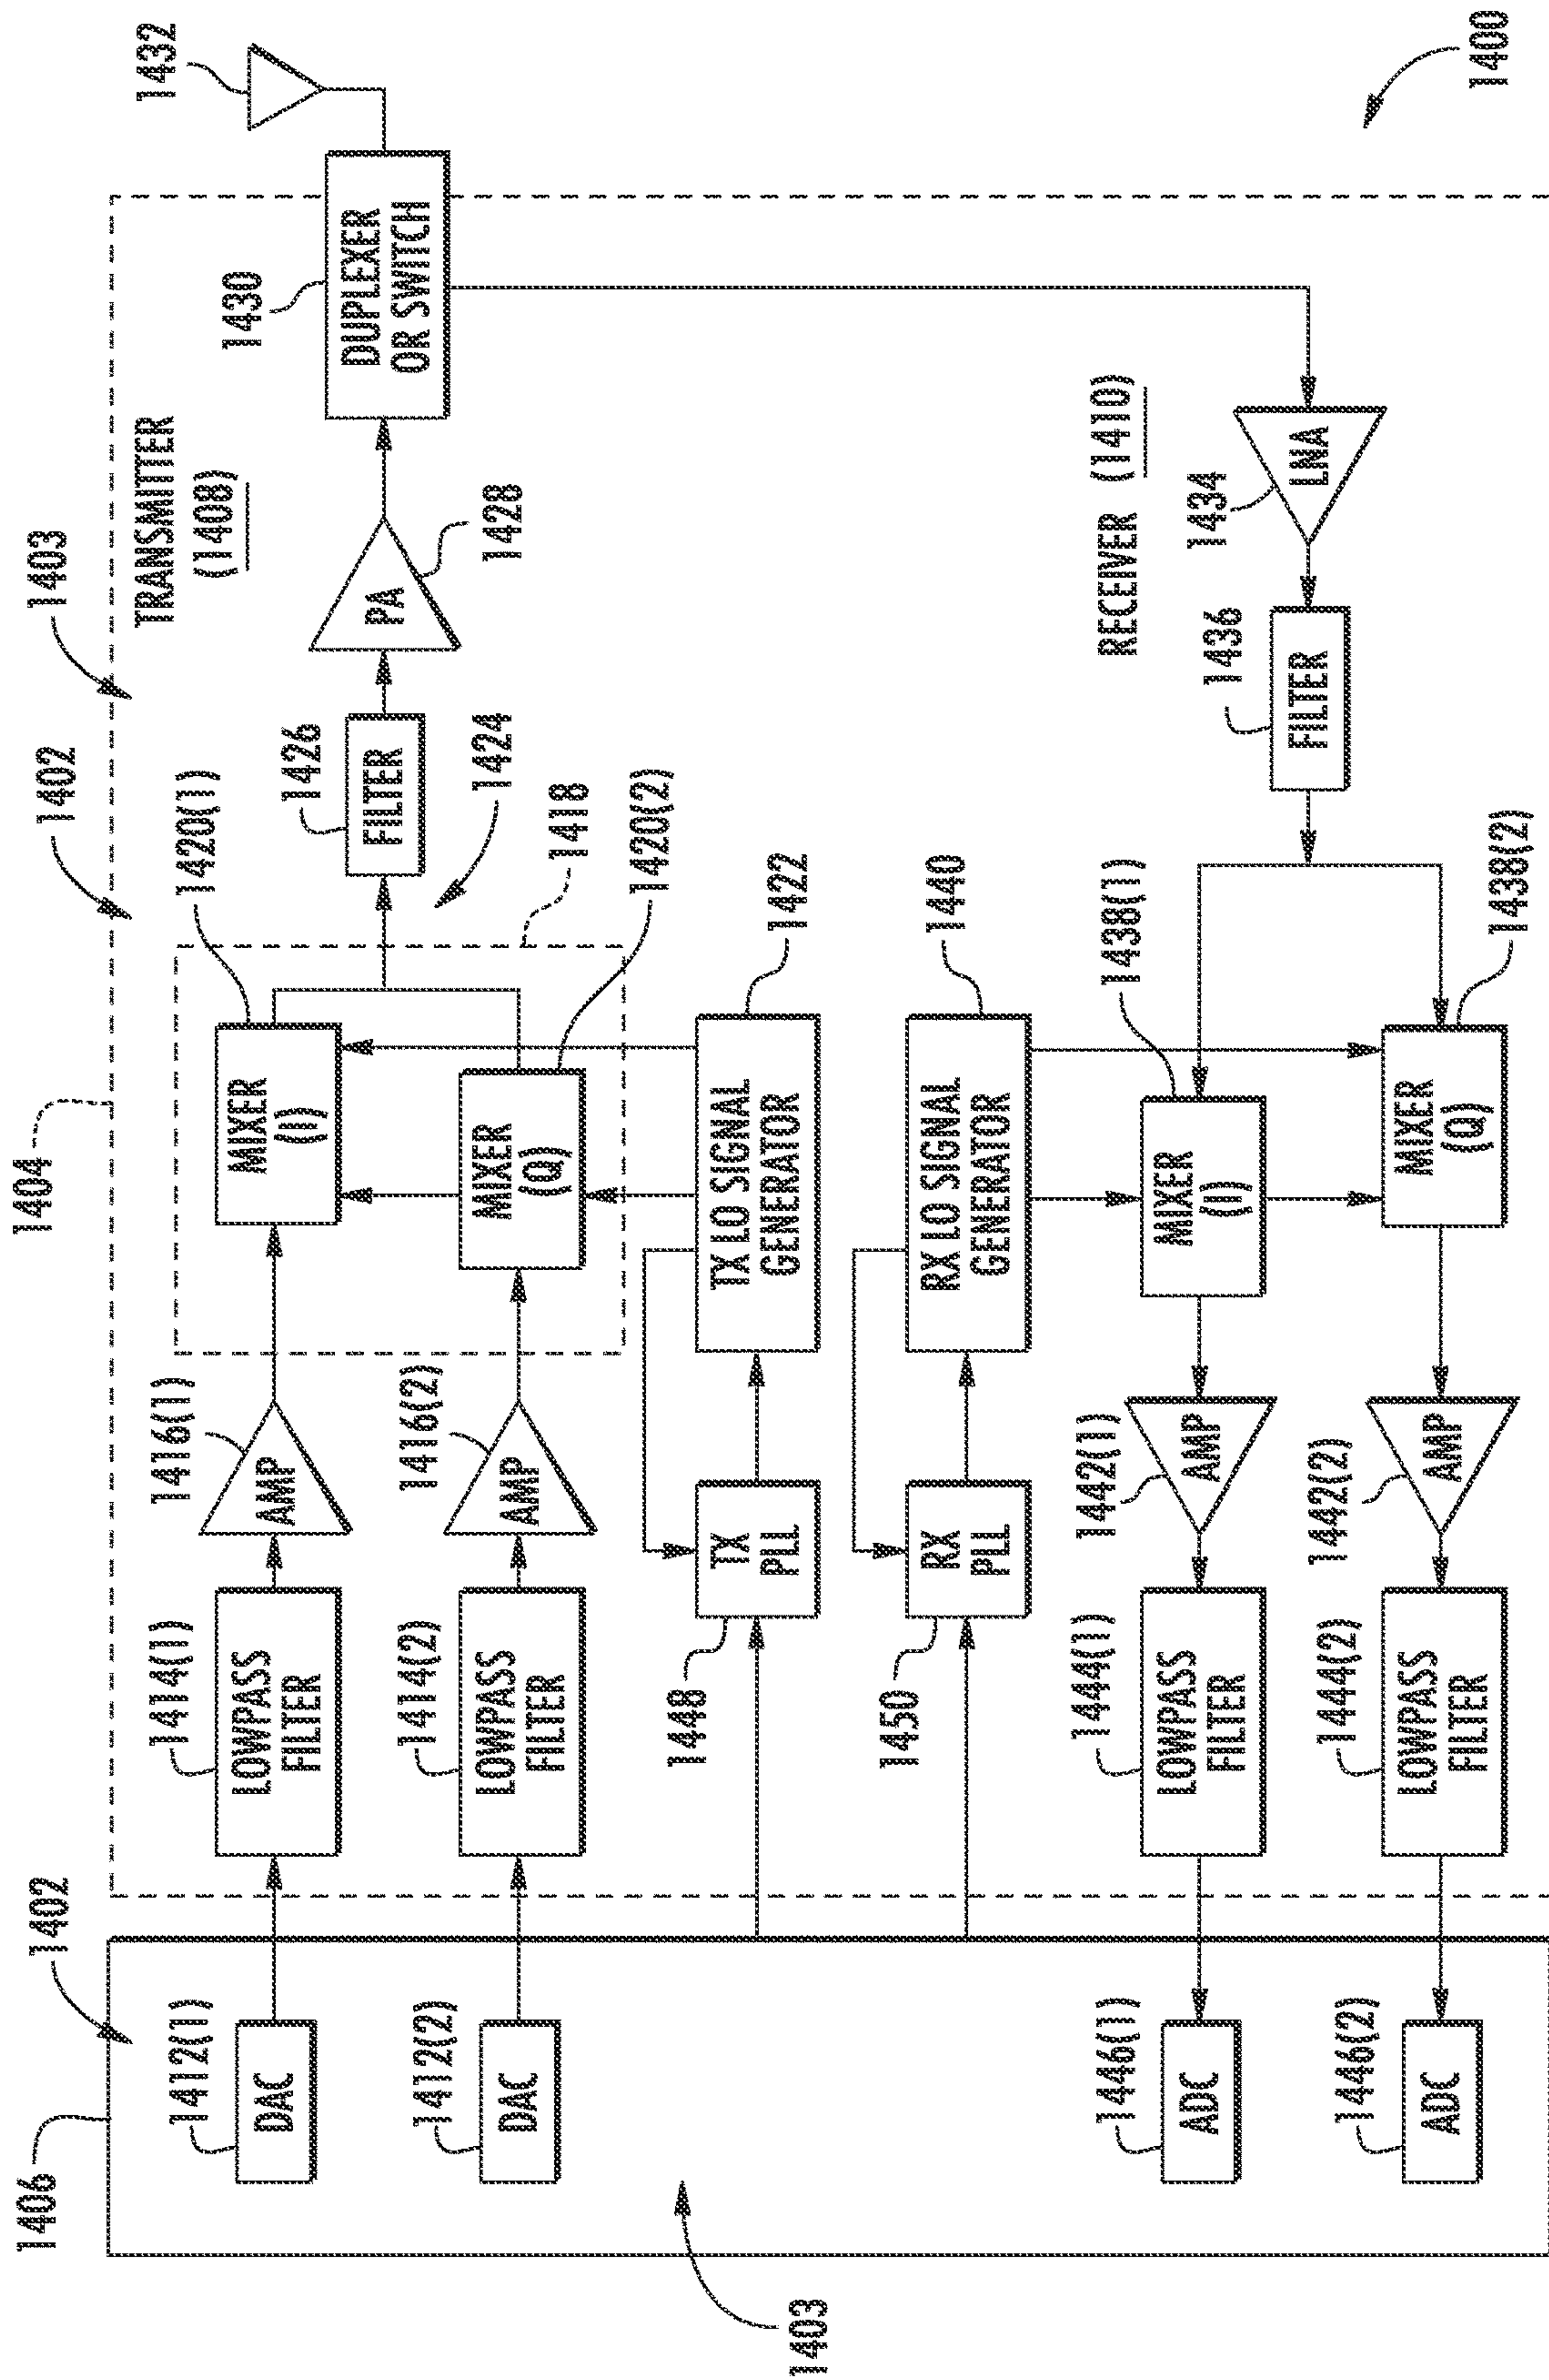 1400
1402
1403
1404
1406
1402
1403
TRANSMITTER
(1408)
1412(1)
DAC
1414(1)
LOWPASS
FILTER
1416(1)
AMP
1420(1)
MIXER
(I)
1412(2)
DAC
1414(2)
LOWPASS
FILTER
1416(2)
AMP
1420(2)
MIXER
(Q)
1418
1424
1426
FILTER
1428
PA
1430
DUPLEXER
OR SWITCH
1432
1448
TX
PLL
1422
TX LO SIGNAL
GENERATOR
1450
RX
PLL
1440
RX LO SIGNAL
GENERATOR
RECEIVER (1410)
1434
LNA
1436
FILTER
1438(1)
MIXER
(I)
1442(1)
AMP
1444(1)
LOWPASS
FILTER
1446(1)
ADC
1438(2)
MIXER
(Q)
1442(2)
AMP
1444(2)
LOWPASS
FILTER
1446(2)
ADC